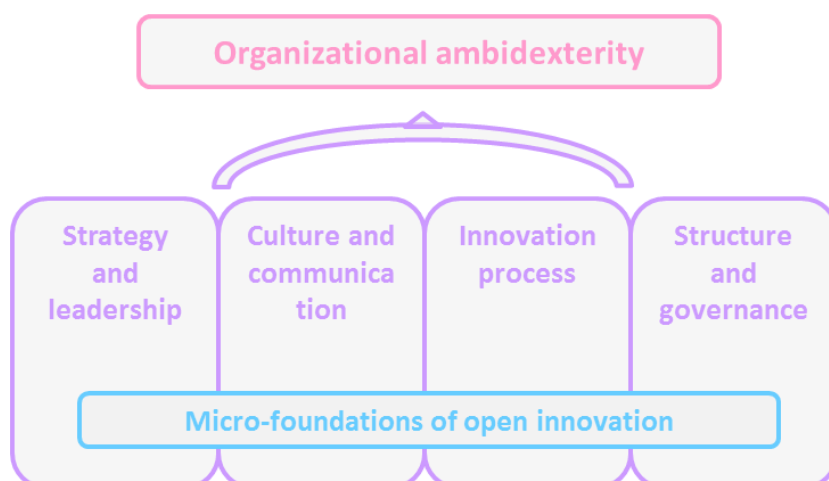 Organizational ambidexterity
Strategy
and
leadership
Culture and
communica
tion
Innovation
process
Structure
and
governance
Micro-foundations of open innovation